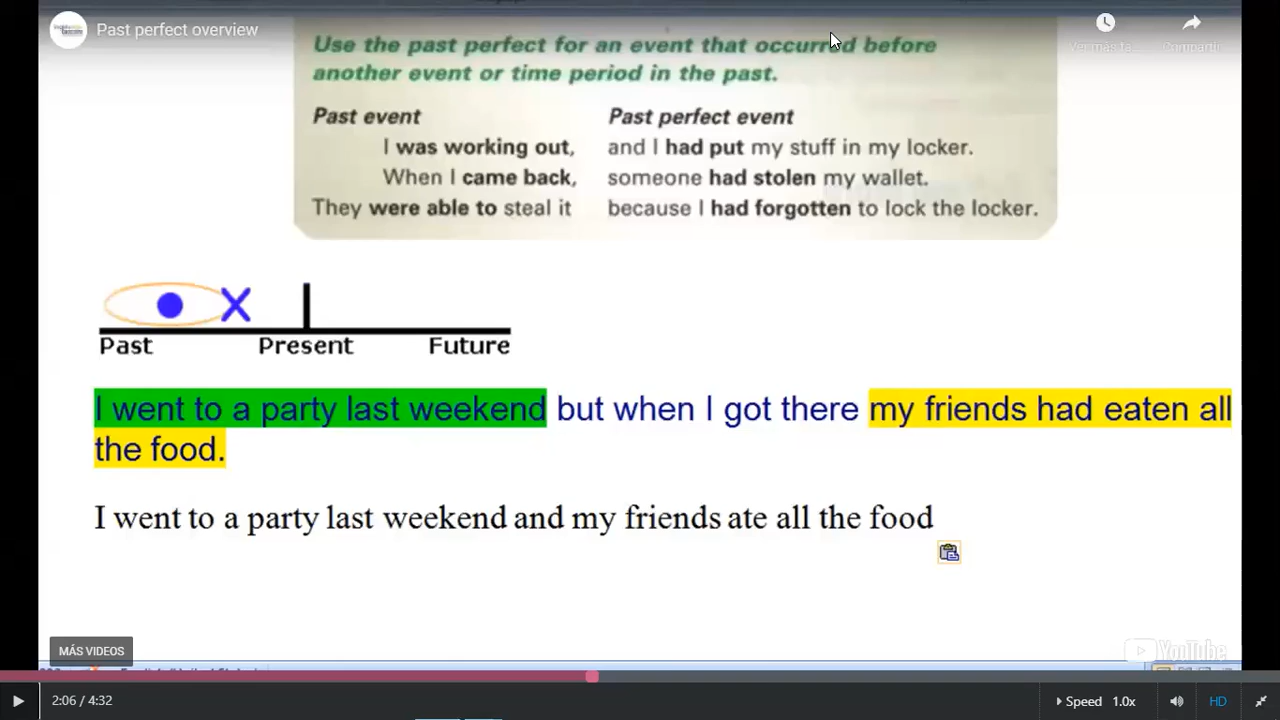 Past perfect overview
Ver más ta...
Compartir
Use the past perfect for an event that occurred before
another event or time period in the past.
Past event Past perfect event
I was working out, and I had put my stuff in my locker.
When I came back, someone had stolen my wallet.
They were able to steal it because I had forgotten to lock the locker.
Past Present Future
I went to a party last weekend but when I got there my friends had eaten all
the food.
I went to a party last weekend and my friends ate all the food
MÁS VIDEOS
YouTube
2:06 / 4:32
Speed 1.0x
HD